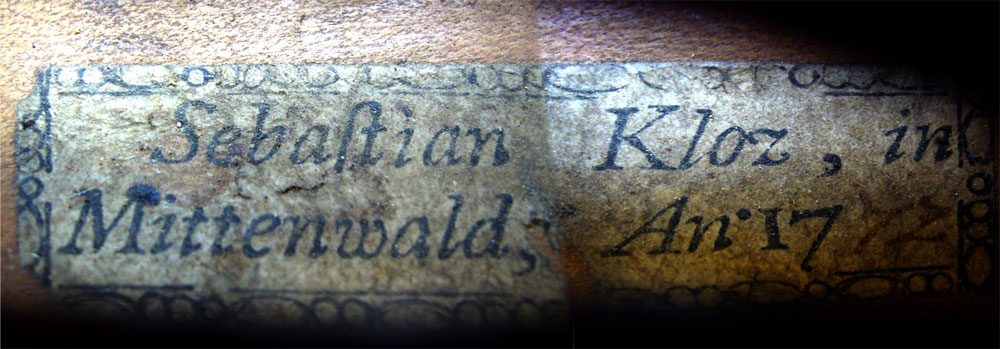 Sebaſtian Kloz, in
Mittenwald, An· 17